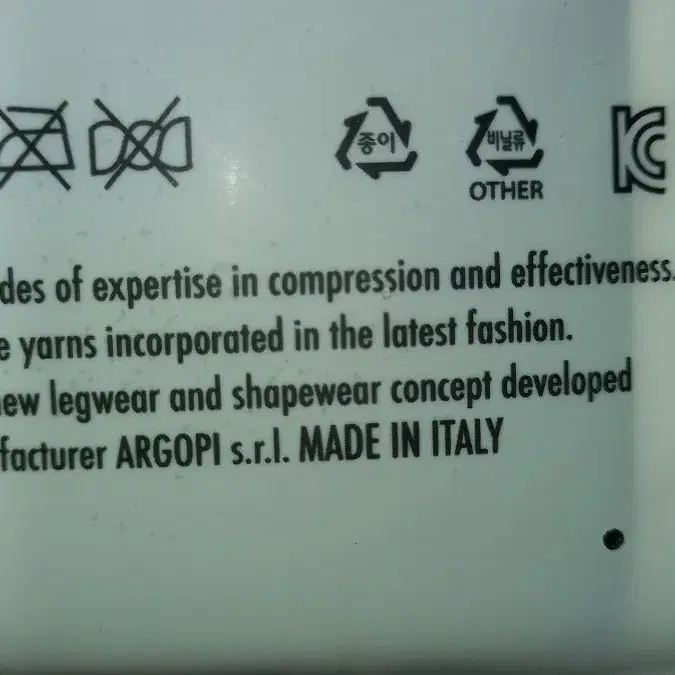 종이
비닐류
OTHER
KC
des of expertise in compression and effectiveness.
e yarns incorporated in the latest fashion.
ew legwear and shapewear concept developed
facturer ARGOPI s.r.l. MADE IN ITALY